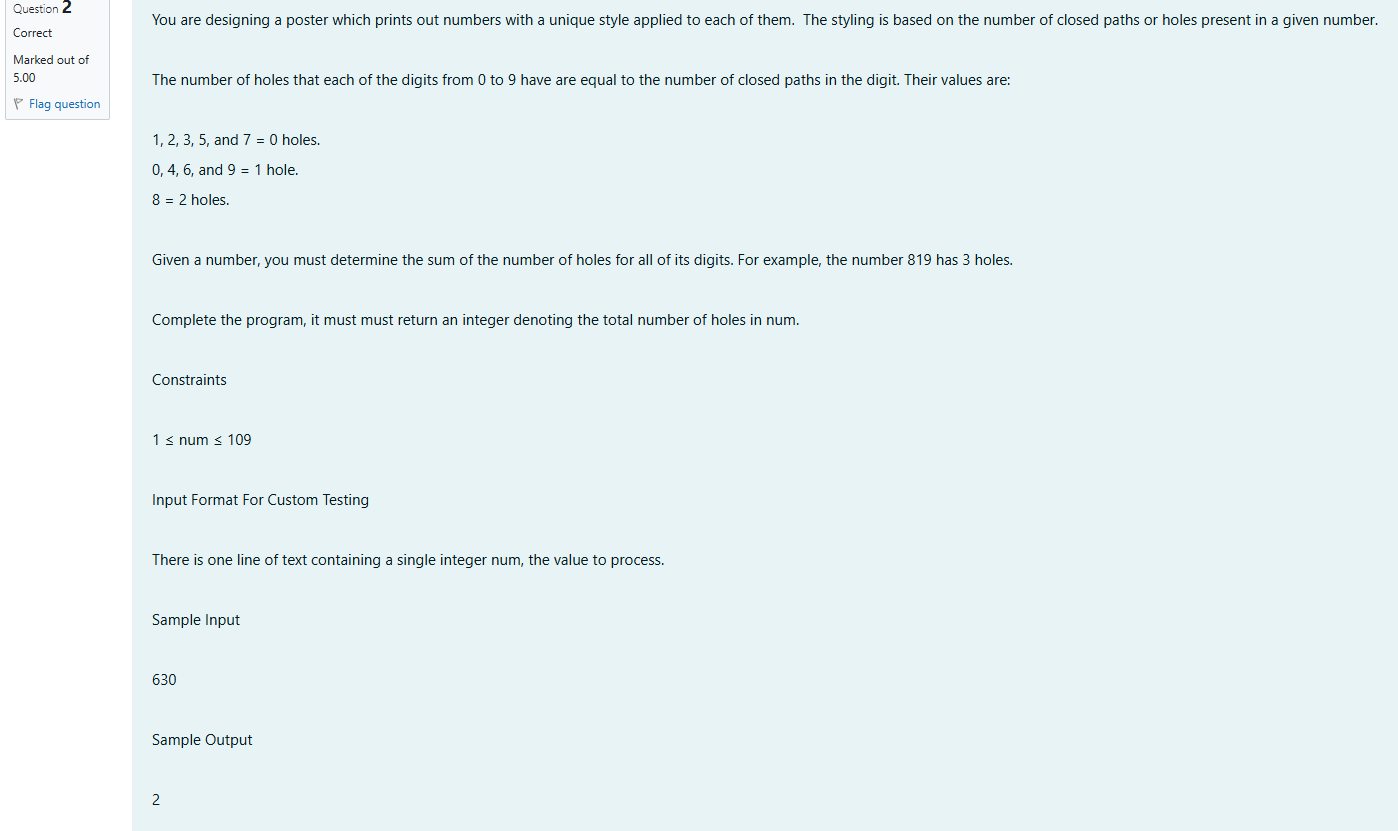 Question 2
Correct
Marked out of
5.00
Flag question
You are designing a poster which prints out numbers with a unique style applied to each of them.  The styling is based on the number of closed paths or holes present in a given number.
The number of holes that each of the digits from 0 to 9 have are equal to the number of closed paths in the digit. Their values are:
1, 2, 3, 5, and 7 = 0 holes.
0, 4, 6, and 9 = 1 hole.
8 = 2 holes.
Given a number, you must determine the sum of the number of holes for all of its digits. For example, the number 819 has 3 holes.
Complete the program, it must must return an integer denoting the total number of holes in num.
Constraints
1 ≤ num ≤ 109
Input Format For Custom Testing
There is one line of text containing a single integer num, the value to process.
Sample Input
630
Sample Output
2